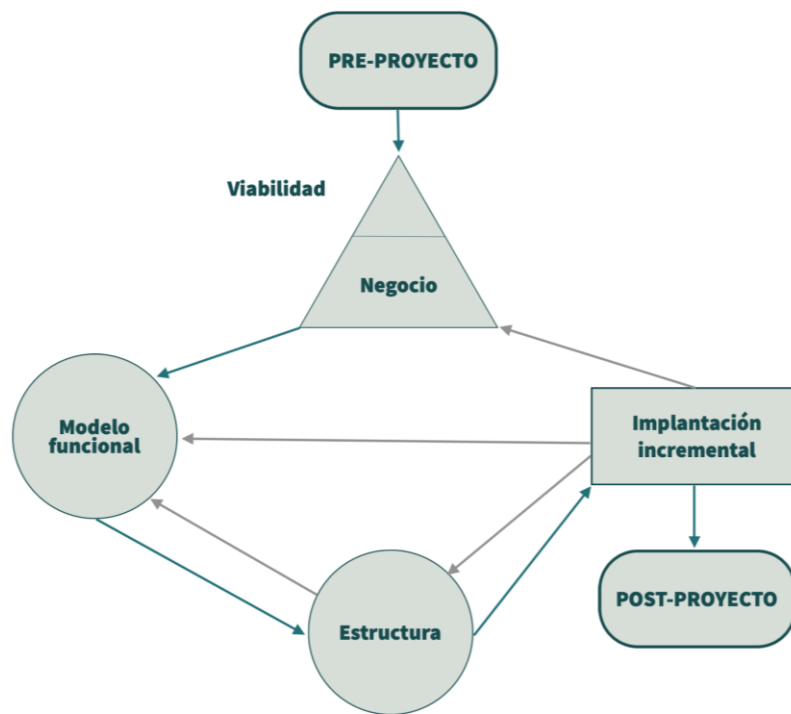 PRE-PROYECTO
Viabilidad
Negocio
Modelo
funcional
Implantación
incremental
Estructura
POST-PROYECTO